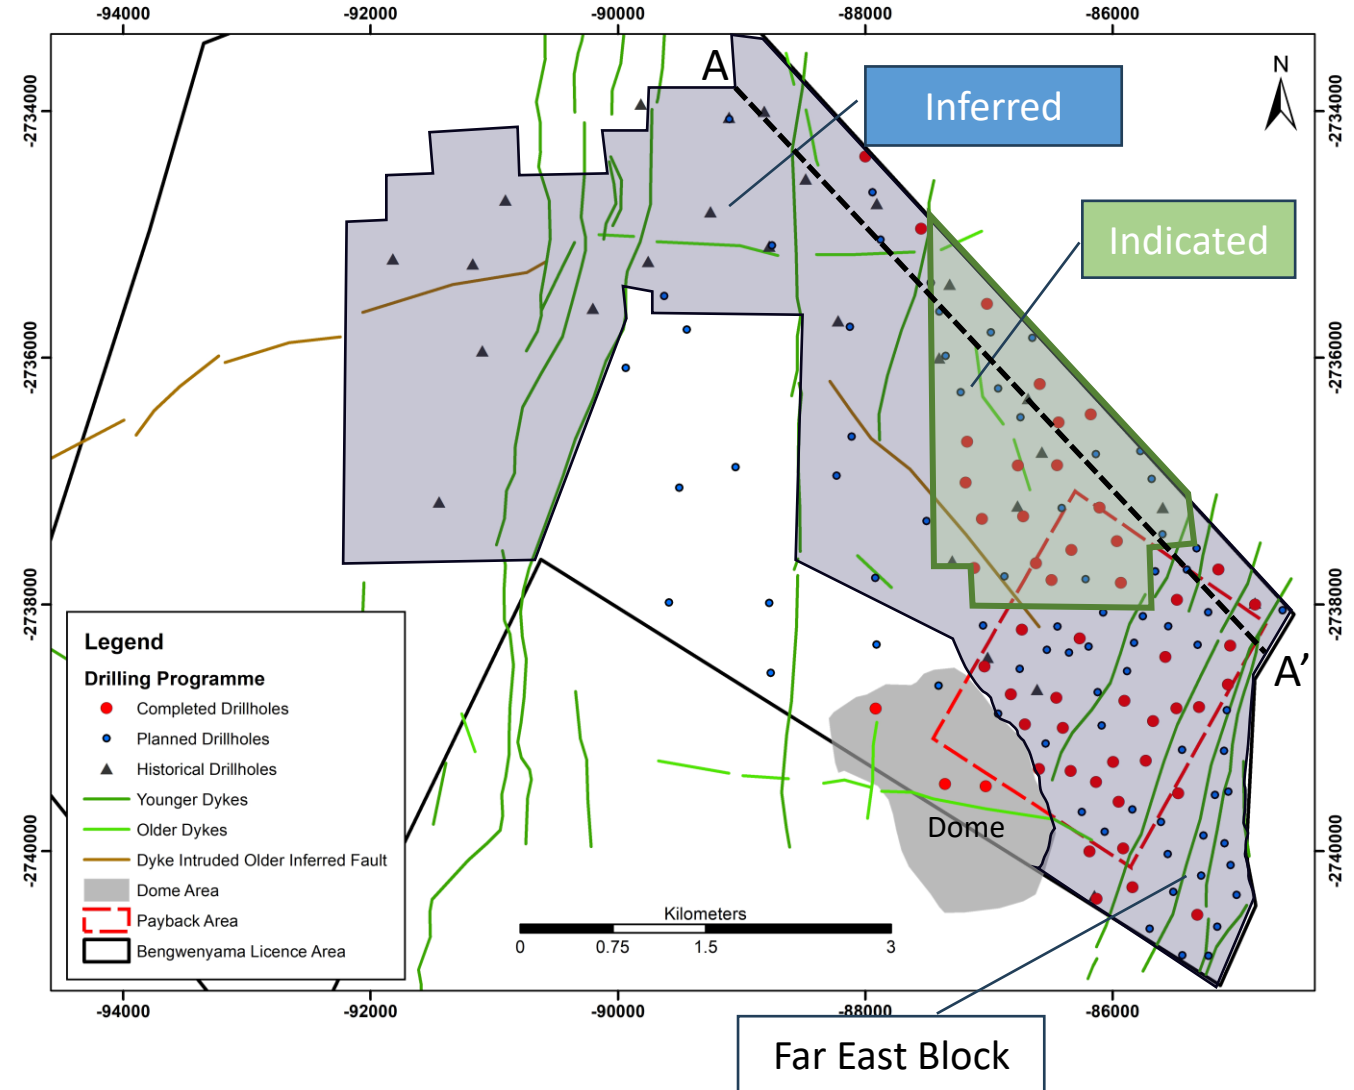 -94000
-92000
-90000
-88000
-86000
A
N
Inferred
-2734000
-2734000
Indicated
-2736000
-2736000
-2738000
-2738000
Legend
Drilling Programme
Completed Drillholes
Planned Drillholes
Historical Drillholes
Younger Dykes
Older Dykes
Dyke Intruded Older Inferred Fault
Dome Area
Payback Area
Bengwenyama Licence Area
A’
Dome
-2740000
-2740000
Kilometers
0
0.75
1.5
3
-94000
-92000
-90000
-88000
-86000
Far East Block